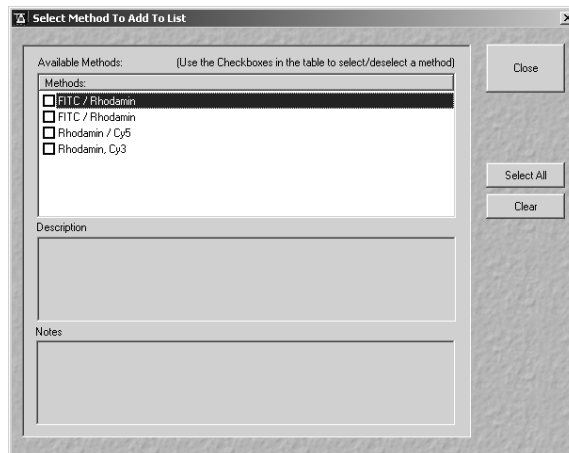 Select Method To Add To List
Available Methods: (Use the Checkboxes in the table to select/deselect a method)
Close
Methods:
FITC / Rhodamin
FITC / Rhodamin
Rhodamin / Cy5
Rhodamin, Cy3
Select All
Clear
Description
Notes